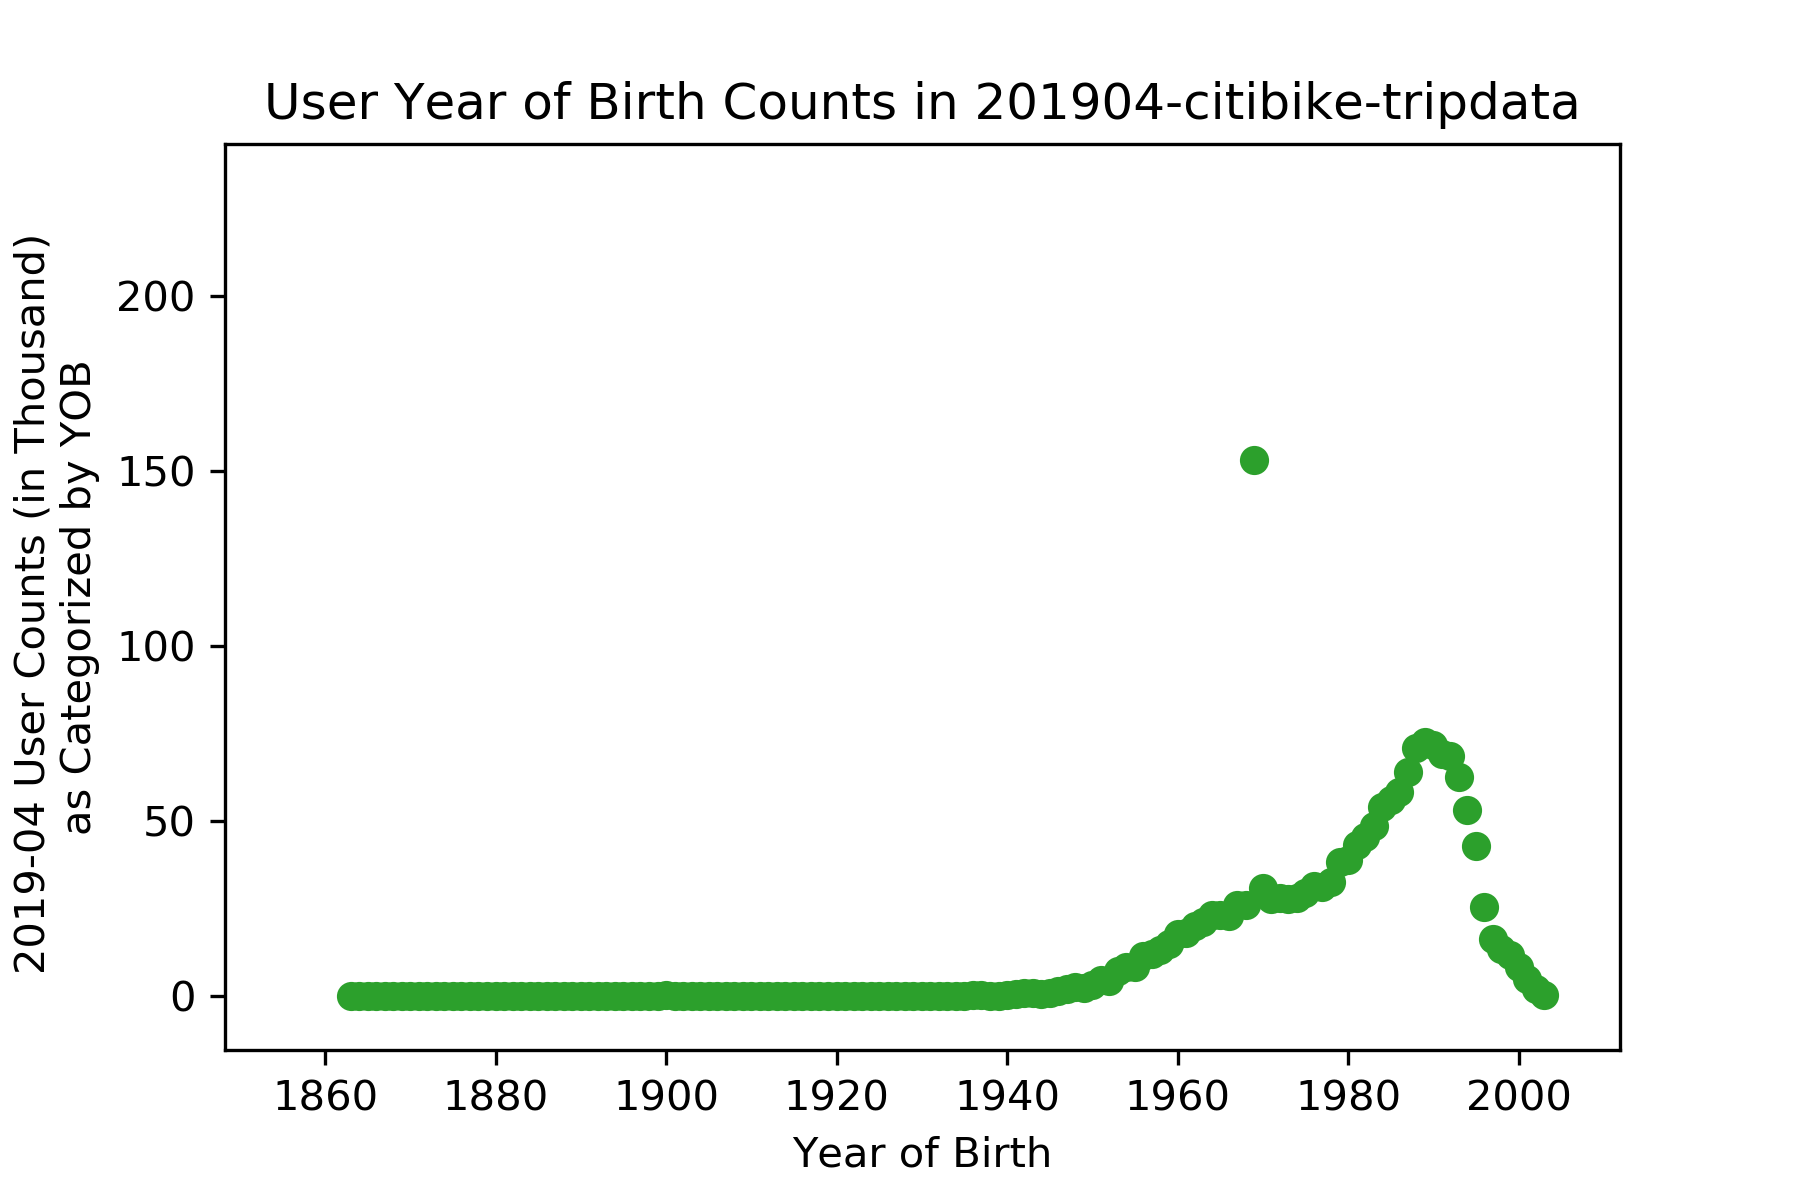 User Year of Birth Counts in 201904-citibike-tripdata
2019-04 User Counts (in Thousand)
as Categorized by YOB
200
150
100
50
0
1860 1880 1900 1920 1940 1960 1980 2000
Year of Birth